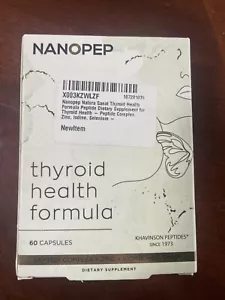 NANOPEP
X003KZWLZF
Nanopep Natura Sanat Thyroid Health
Formula Peptide Dietary Supplement for
Thyroid Health — Peptide Complex
Zinc, Iodine, Selenium —
NewItem
thyroid
health
formula
KHAVINSON PEPTIDES
SINCE 1973
60 CAPSULES
DIETARY SUPPLEMENT